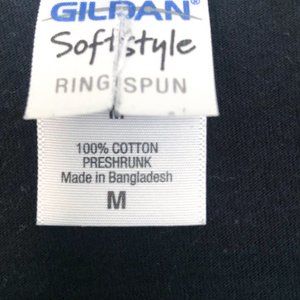 GILDAN
Softstyle
RING SPUN
M
100% COTTON
PRESHRUNK
Made in Bangladesh
M